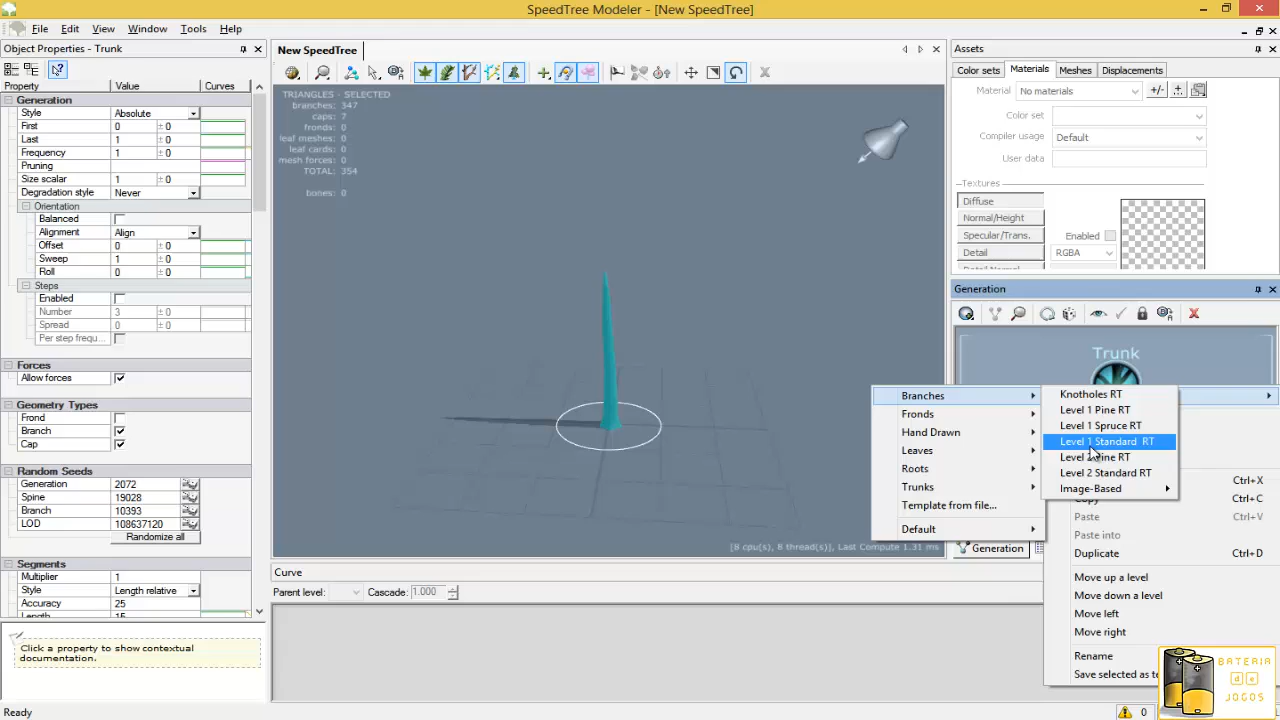 SpeedTree Modeler - [New SpeedTree]
File Edit View Window Tools Help
Object Properties - Trunk
Property Value Curves
Generation
Style Absolute
First 0 ± 0
Last 1 ± 0
Frequency 1 ± 0
Pruning
Size scalar 1 ± 0
Degradation style Never
Orientation
Balanced
Alignment Align
Offset 0 ± 0
Sweep 1 ± 0
Roll 0 ± 0
Steps
Enabled
Number 3 ± 0
Spread 0 ± 0
Per step frequ...
Forces
Allow forces
Geometry Types
Frond
Branch
Cap
Random Seeds
Generation 2072
Spine 19028
Branch 10393
LOD 108637120
Randomize all
Segments
Multiplier 1
Style Length relative
Accuracy 25
Length 15
Click a property to show contextual
documentation.
Ready
New SpeedTree
TRIANGLES - SELECTED
branches: 347
caps: 7
fronds: 0
leaf meshes: 0
leaf cards: 0
mesh forces: 0
TOTAL: 354
bones: 0
[8 cpu(s), 8 thread(s)], Last Compute 1.31 ms
Curve
Parent level: Cascade: 1.000
Assets
Color sets Materials Meshes Displacements
Material No materials +/-
Color set
Compiler usage Default
User data
Textures
Diffuse
Normal/Height
Specular/Trans.
Detail
Enabled
RGBA
Generation
Trunk
Branches
Fronds
Hand Drawn
Leaves
Roots
Trunks
Template from file...
Default
Generation
Knotholes RT
Level 1 Pine RT
Level 1 Spruce RT
Level 1 Standard RT
Level 2 Pine RT
Level 2 Standard RT
Image-Based
Ctrl+X
Copy Ctrl+C
Paste Ctrl+V
Paste into
Duplicate Ctrl+D
Move up a level
Move down a level
Move left
Move right
Rename
Save selected as te
0
BATERIA
de
JOGOS